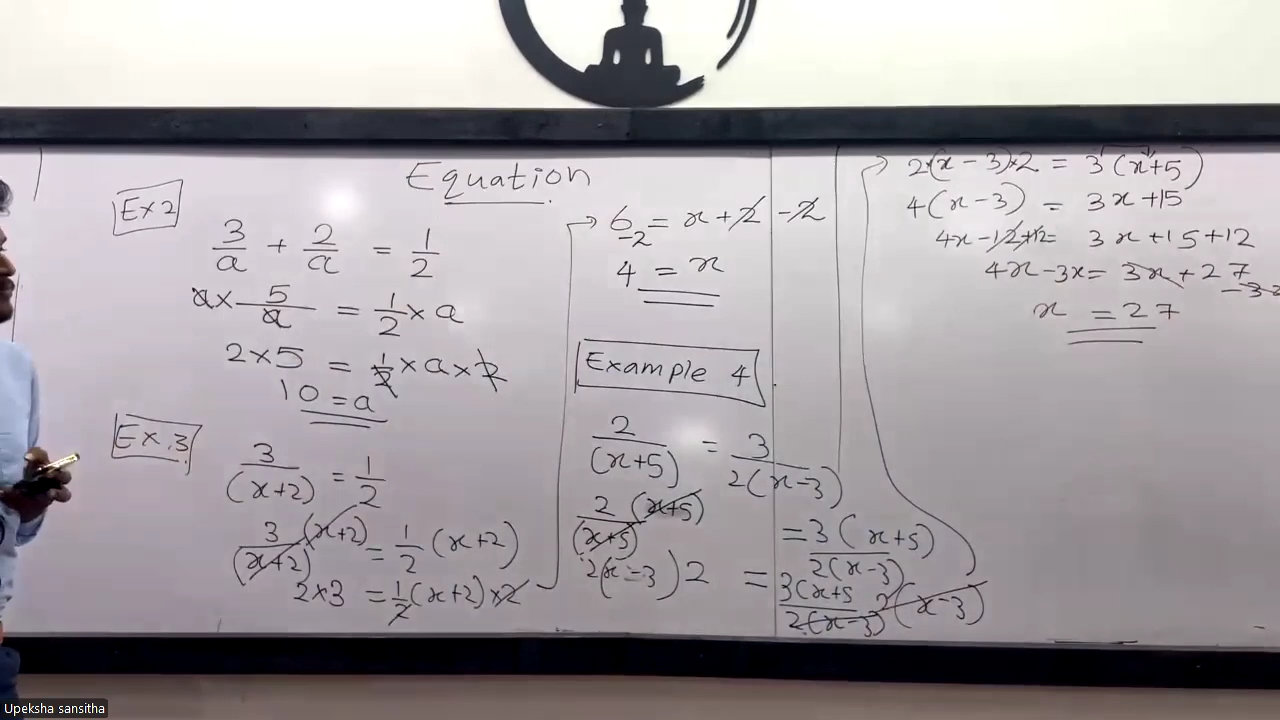 Equation
Ex 2
3/a + 2/a = 1/2
a × 5/a = 1/2 × a
2 × 5 = 1/2 × a × 2
10 = a
Ex. 3
3/(x+2) = 1/2
3/(x+2) (x+2) = 1/2 (x+2)
2×3 = 1/2 (x+2) × 2
6 -2 = x + 2 - 2
4 = x
Example 4
2/(x+5) = 3/2(x-3)
2/(x+5) (x+5) = 3(x+5)/2(x-3)
2(x-3) 2 = 3(x+5/2(x-3) 2(x-3)
2×(x-3)×2 = 3(x+5)
4(x-3) = 3x+15
4x-12+12 = 3x+15+12
4x-3x = 3x+27
x = 27
Upeksha sansitha